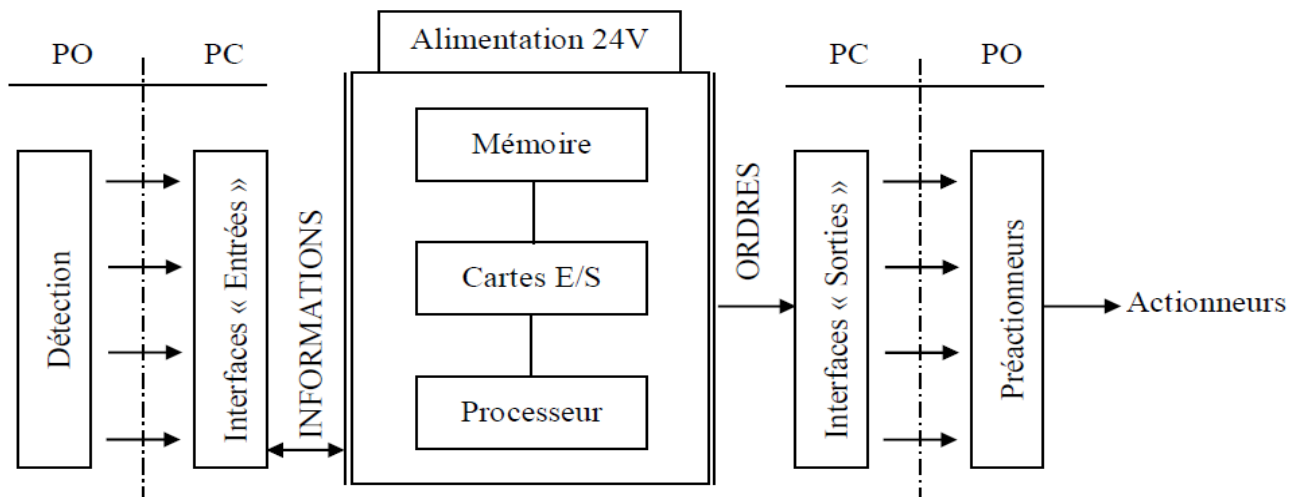 Alimentation 24V
PO
PC
PC
PO
Détection
Interfaces « Entrées »
INFORMATIONS
Mémoire
Cartes E/S
Processeur
ORDRES
Interfaces « Sorties »
Préactionneurs
Actionneurs